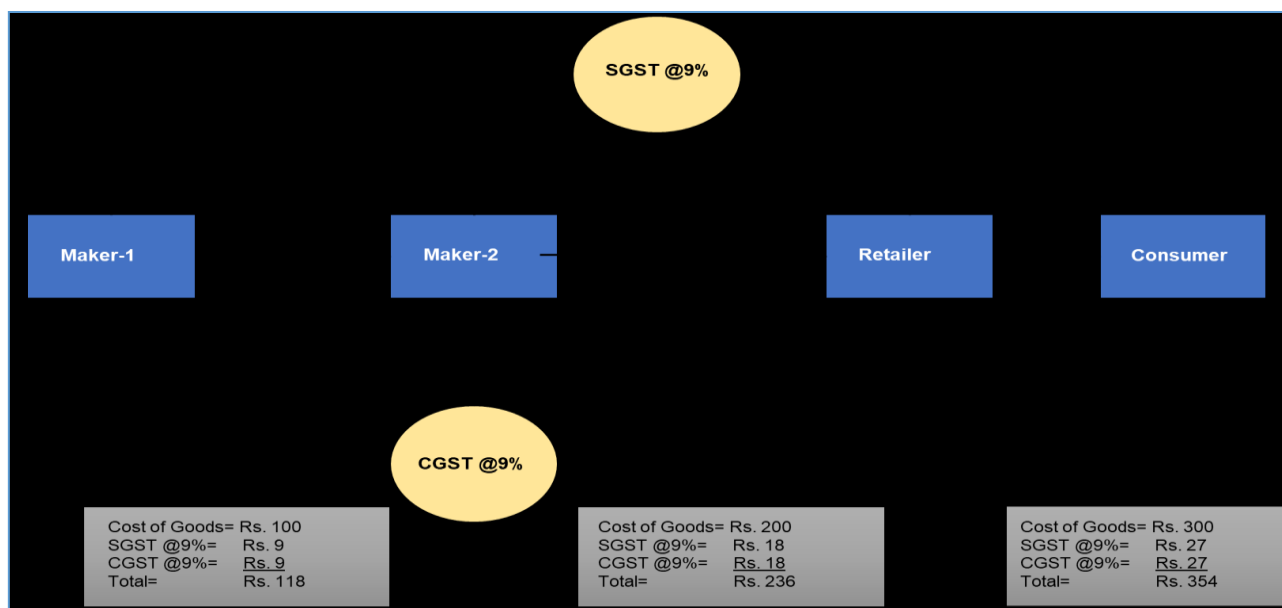 SGST @9%
Maker-1
Maker-2
Retailer
Consumer
CGST @9%
Cost of Goods= Rs. 100
SGST @9%= Rs. 9
CGST @9%= Rs. 9
Total= Rs. 118
Cost of Goods= Rs. 200
SGST @9%= Rs. 18
CGST @9%= Rs. 18
Total= Rs. 236
Cost of Goods= Rs. 300
SGST @9%= Rs. 27
CGST @9%= Rs. 27
Total= Rs. 354